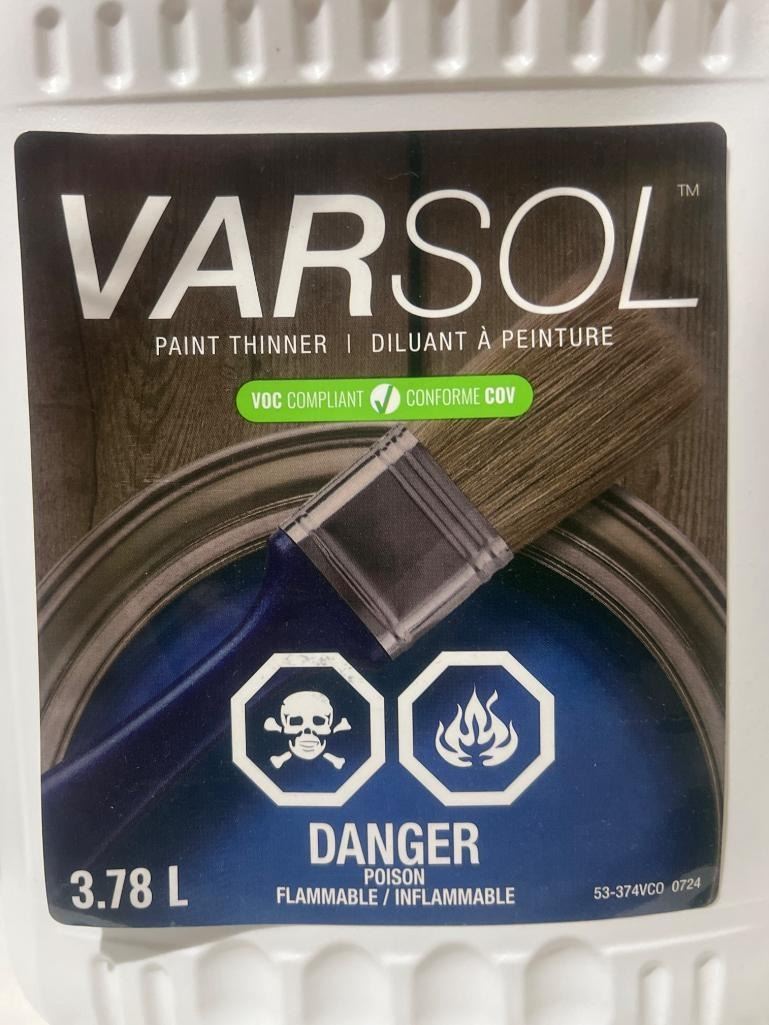 VARSOL™
PAINT THINNER | DILUANT À PEINTURE
VOC COMPLIANT CONFORME COV
DANGER
POISON
FLAMMABLE / INFLAMMABLE
3.78 L
53-374VCO 0724